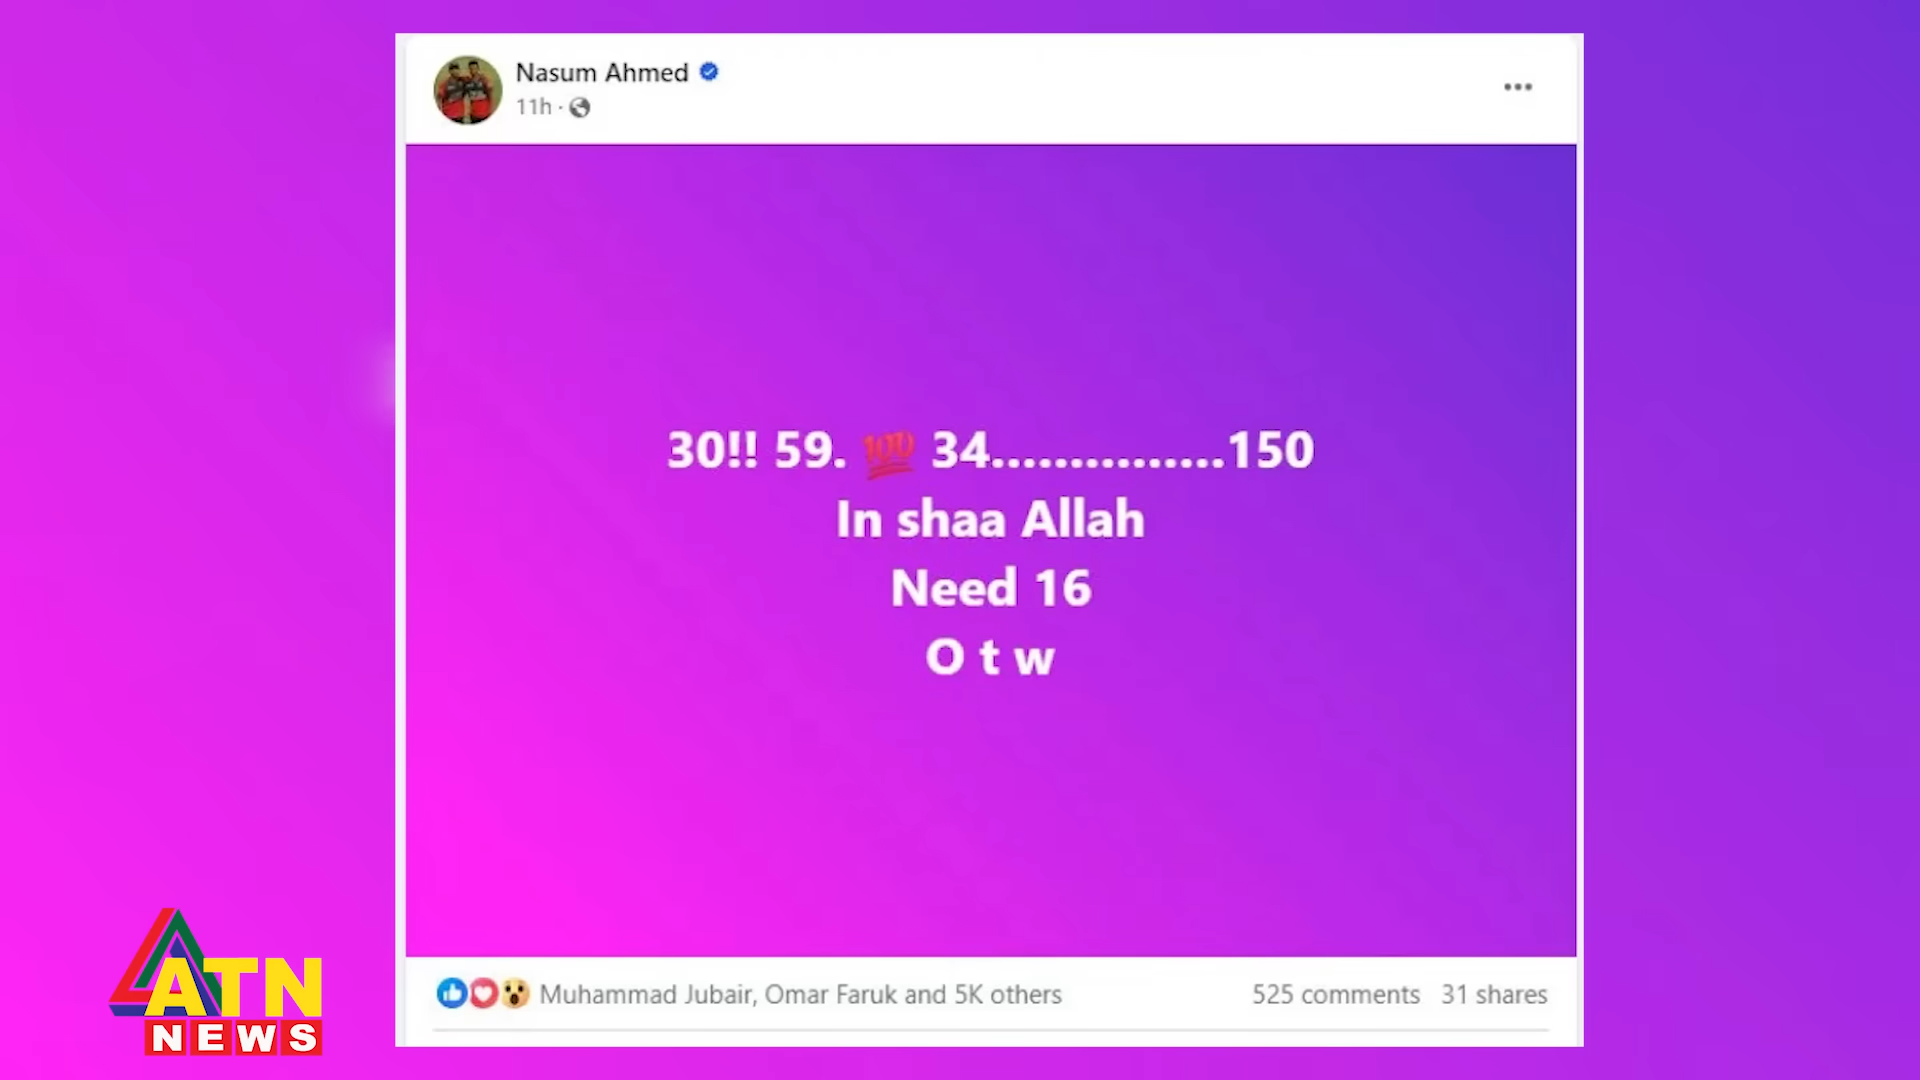 Nasum Ahmed
11h ·
30!! 59. 💯 34...............150
In shaa Allah
Need 16
O t w
Muhammad Jubair, Omar Faruk and 5K others
525 comments 31 shares
ATN
NEWS